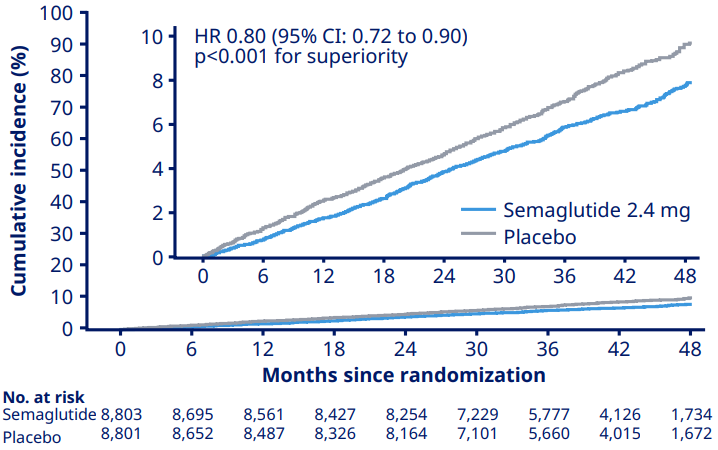 Cumulative incidence (%)
100
90
80
70
60
50
40
30
20
10
0
10
8
6
4
2
0
HR 0.80 (95% CI: 0.72 to 0.90)
p<0.001 for superiority
Semaglutide 2.4 mg
Placebo
0 6 12 18 24 30 36 42 48
0 6 12 18 24 30 36 42 48
Months since randomization
No. at risk
Semaglutide 8,803 8,695 8,561 8,427 8,254 7,229 5,777 4,126 1,734
Placebo 8,801 8,652 8,487 8,326 8,164 7,101 5,660 4,015 1,672